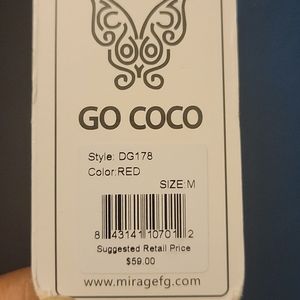 GO COCO
Style: DG178
Color:RED
SIZE:M
8 43141 10701 2
Suggested Retail Price
$59.00
www.miragefg.com